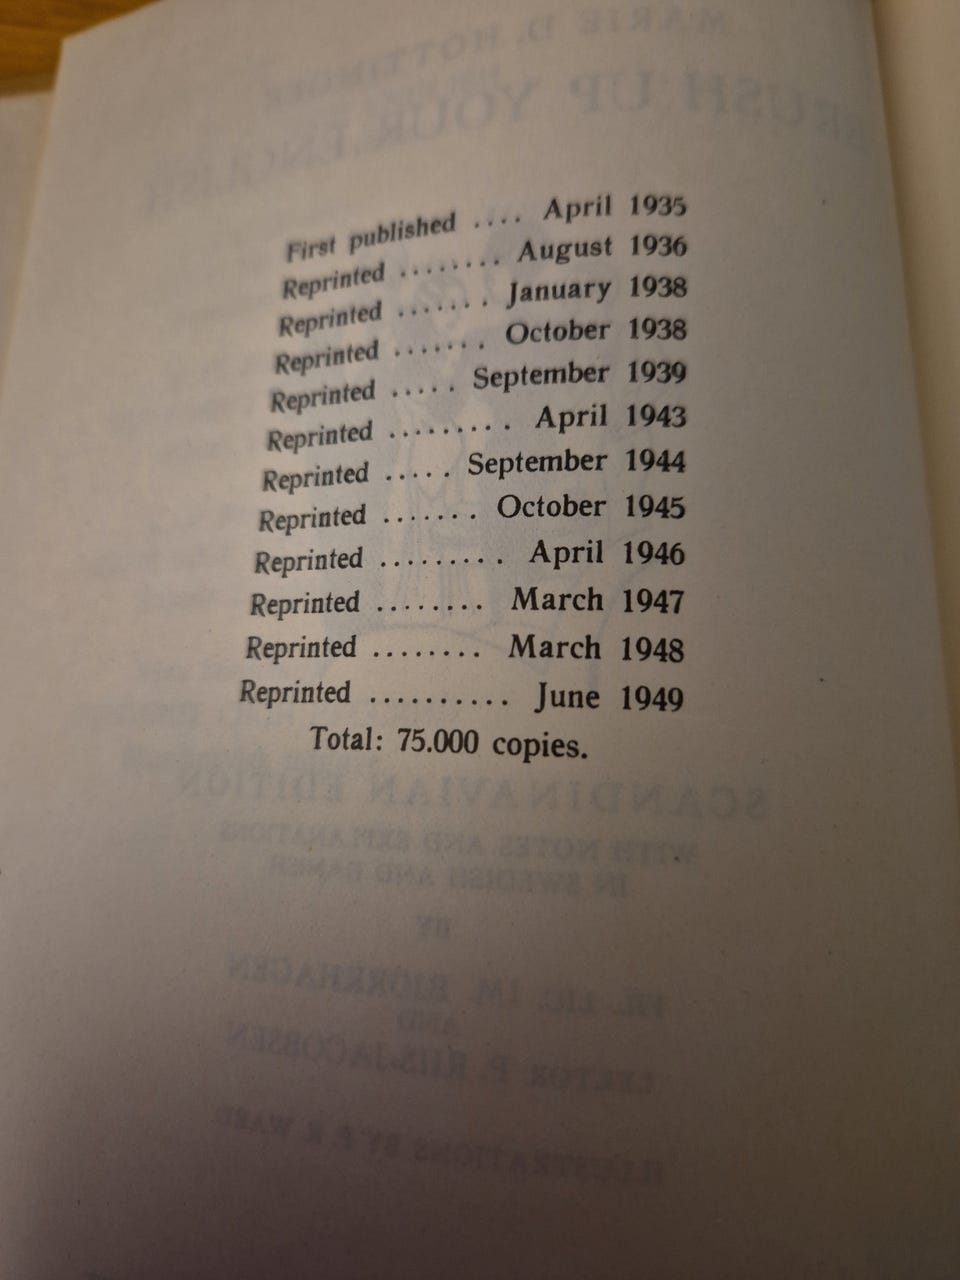 First published .... April 1935
Reprinted ........ August 1936
Reprinted ....... January 1938
Reprinted ....... October 1938
Reprinted ..... September 1939
Reprinted ......... April 1943
Reprinted ..... September 1944
Reprinted ....... October 1945
Reprinted ......... April 1946
Reprinted ........ March 1947
Reprinted ........ March 1948
Reprinted .......... June 1949
Total: 75.000 copies.